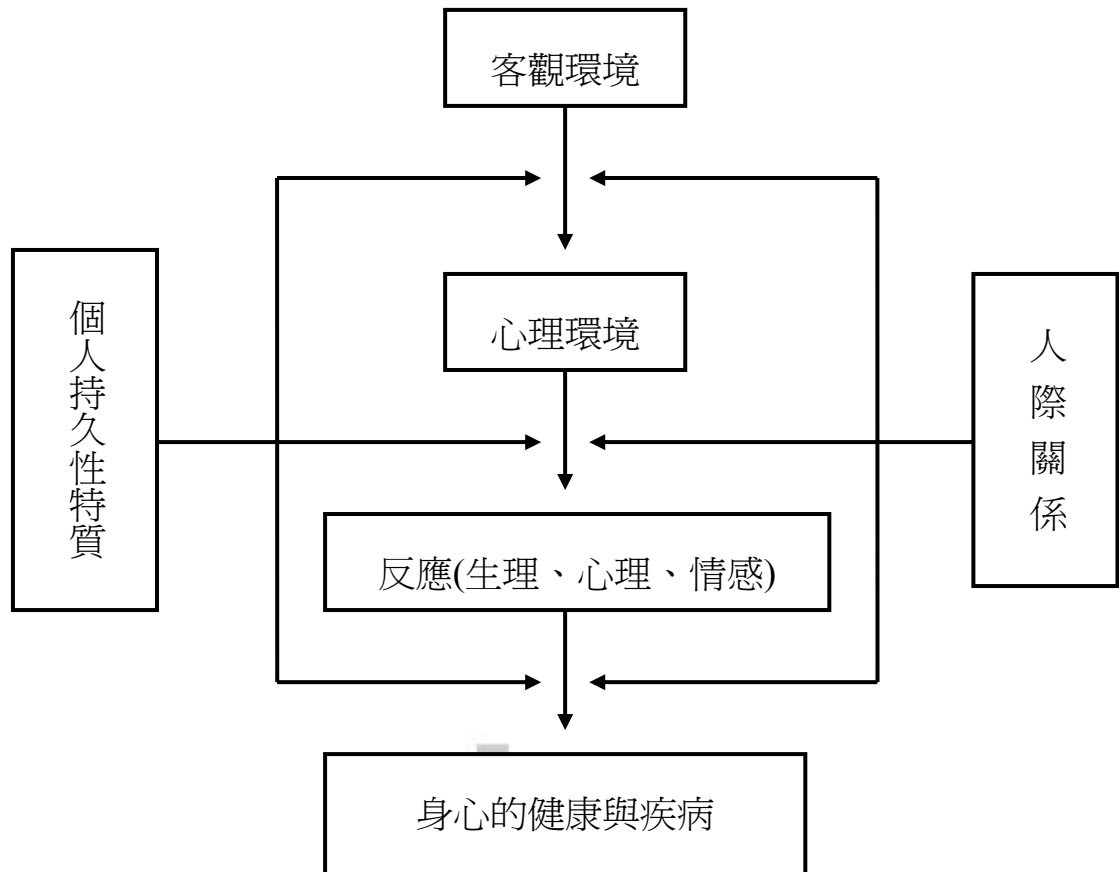 客觀環境
心理環境
個人持久性特質
人際關係
反應(生理、心理、情感)
身心的健康與疾病